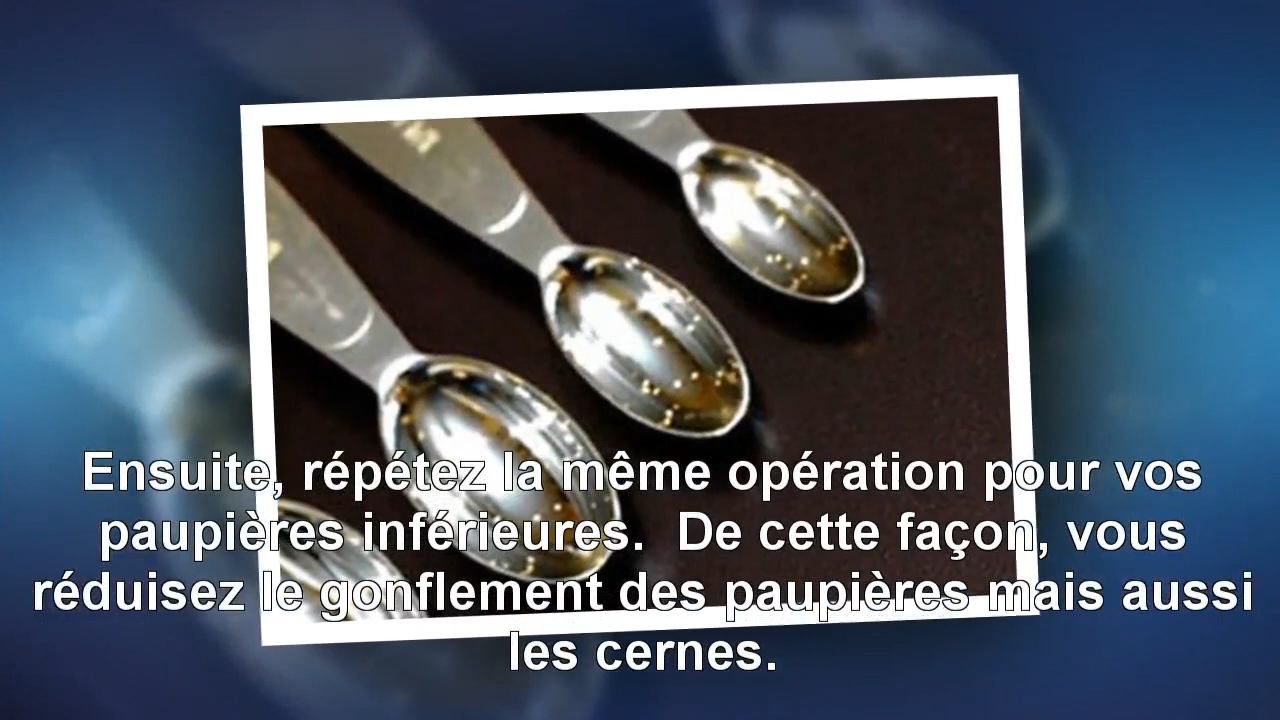 Ensuite, répétez la même opération pour vos
paupières inférieures.  De cette façon, vous
réduisez le gonflement des paupières mais aussi
les cernes.